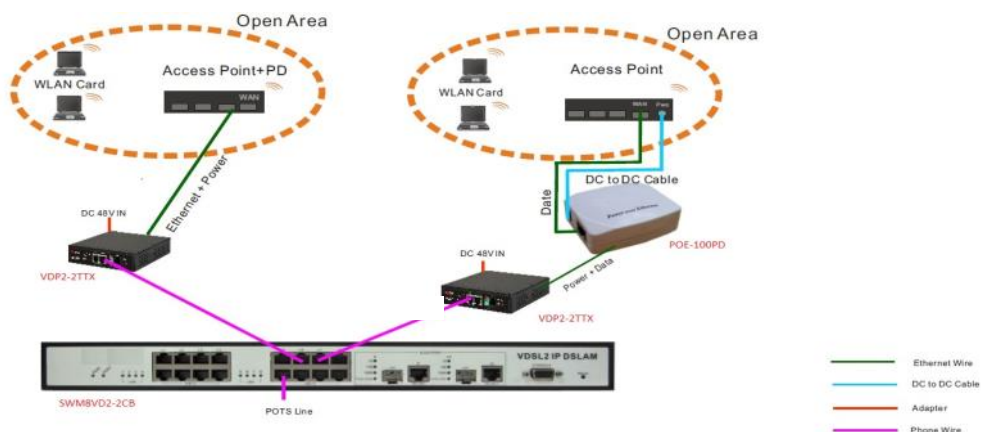 Open Area
Access Point+PD
WLAN Card
WAN
Ethernet + Power
DC 48V IN
VDP2-2TTX
Open Area
Access Point
WLAN Card
WAN
Pwr
DC to DC Cable
Date
POE-100PD
Power + Data
DC 48V IN
VDP2-2TTX
VDSL2 IP DSLAM
SWM8VD2-2CB
POTS Line
Ethernet Wire
DC to DC Cable
Adapter
Phone Wire